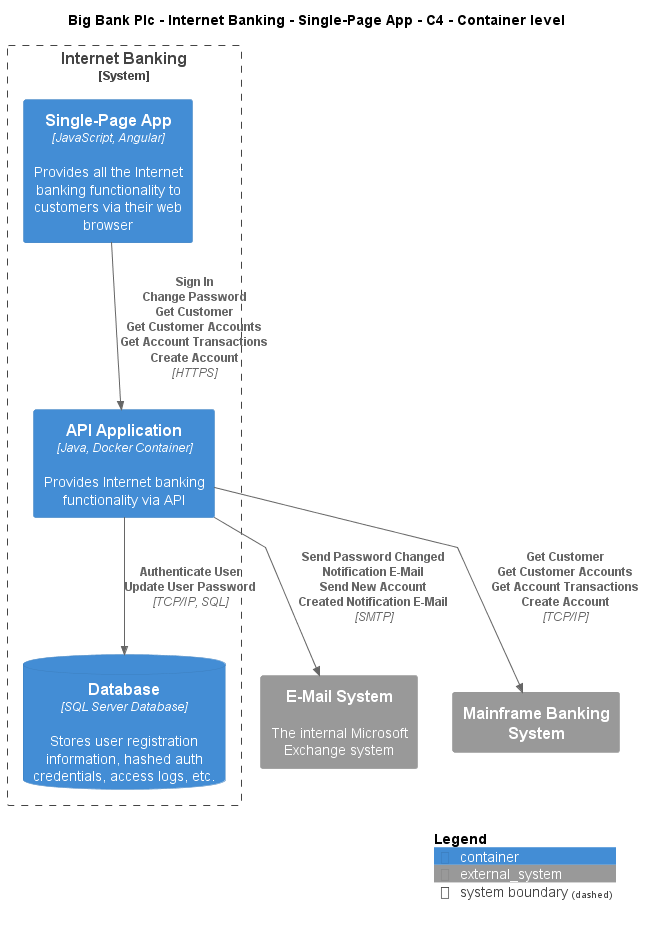 Big Bank Plc - Internet Banking - Single-Page App - C4 - Container level
Internet Banking
[System]
Single-Page App
[JavaScript, Angular]
Provides all the Internet
banking functionality to
customers via their web
browser
Sign In
Change Password
Get Customer
Get Customer Accounts
Get Account Transactions
Create Account
[HTTPS]
API Application
[Java, Docker Container]
Provides Internet banking
functionality via API
Authenticate User
Update User Password
[TCP/IP, SQL]
Send Password Changed
Notification E-Mail
Send New Account
Created Notification E-Mail
[SMTP]
Get Customer
Get Customer Accounts
Get Account Transactions
Create Account
[TCP/IP]
Database
[SQL Server Database]
Stores user registration
information, hashed auth
credentials, access logs, etc.
E-Mail System
The internal Microsoft
Exchange system
Mainframe Banking
System
Legend
container
external_system
system boundary (dashed)